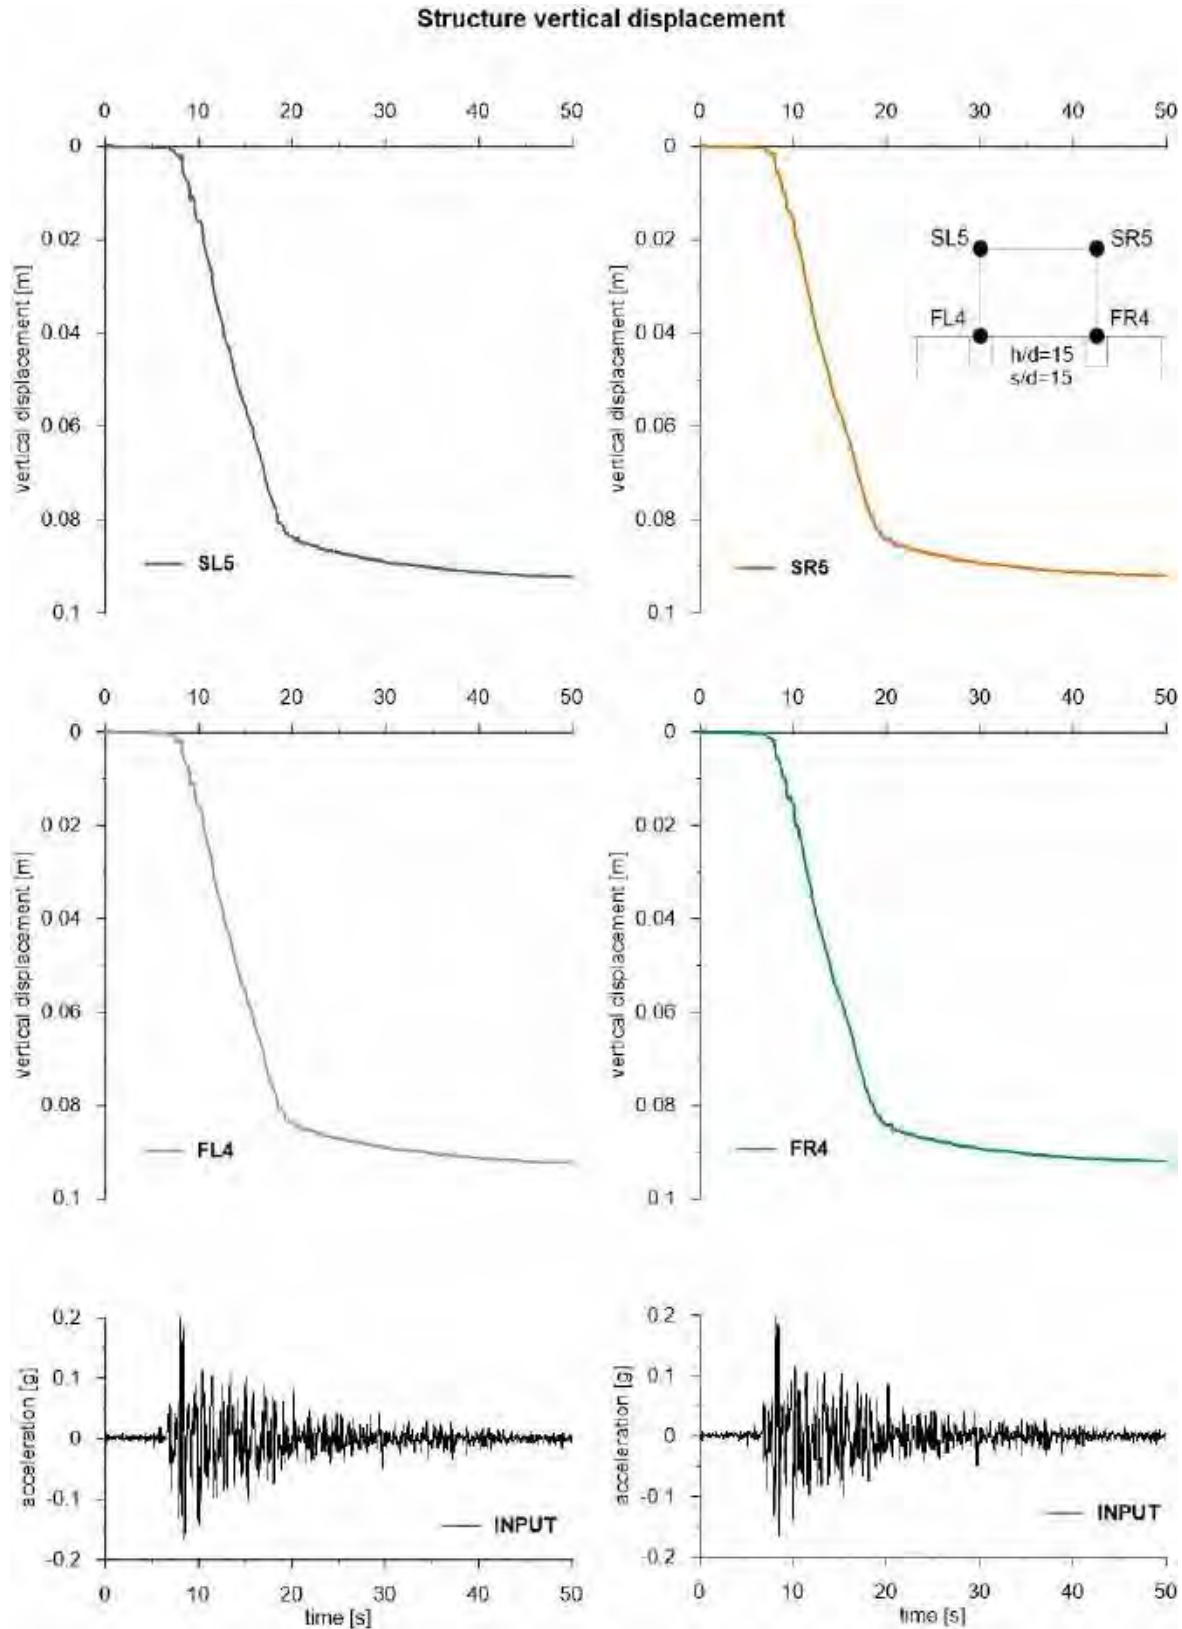 Structure vertical displacement
0 10 20 30 40 50
0
0.02
0.04
0.06
0.08
0.1
vertical displacement [m]
SL5
0 10 20 30 40 50
0
0.02
0.04
0.06
0.08
0.1
vertical displacement [m]
SL5 SR5
FL4 FR4
h/d=15
s/d=15
SR5
0 10 20 30 40 50
0
0.02
0.04
0.06
0.08
0.1
vertical displacement [m]
FL4
0 10 20 30 40 50
0
0.02
0.04
0.06
0.08
0.1
vertical displacement [m]
FR4
0.2
0.1
0
-0.1
-0.2
acceleration [g]
INPUT
0 10 20 30 40 50
time [s]
0.2
0.1
0
-0.1
-0.2
acceleration [g]
INPUT
0 10 20 30 40 50
time [s]